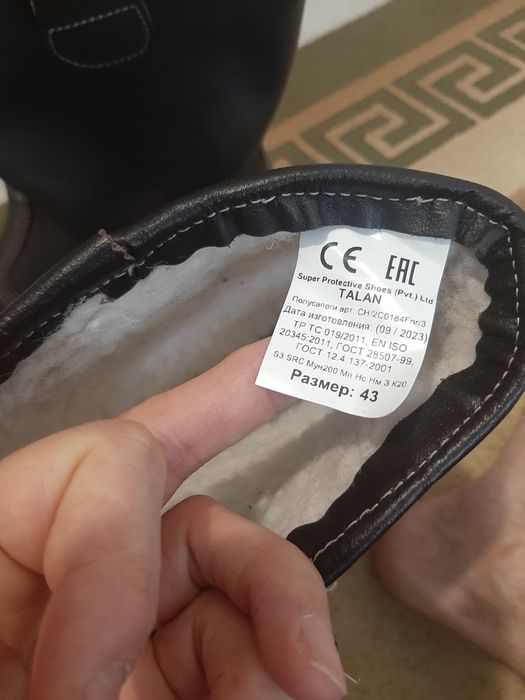 CE EAC
Super Protective Shoes (Pvt.) Ltd
TALAN
Полусапоги арт. CH/2C0184Fnr/3
Дата изготовления: (09 / 2023)
ТР ТС 019/2011, EN ISO
20345:2011, ГОСТ 28507-99,
ГОСТ 12.4.137-2001
S3 SRC Мун200 Мп Нс Нм З К20
Размер: 43